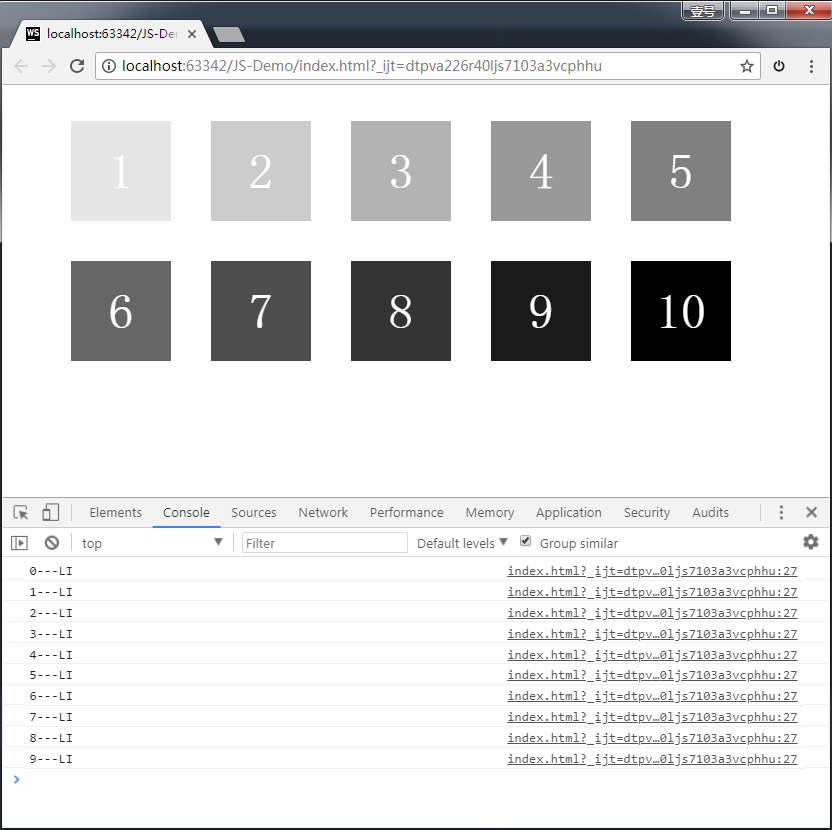 壹号
WS localhost:63342/JS-De
localhost:63342/JS-Demo/index.html?_ijt=dtpva226r40ljs7103a3vcphhu
1 2 3 4 5
6 7 8 9 10
Elements Console Sources Network Performance Memory Application Security Audits
top Filter Default levels Group similar
0---LI index.html?_ijt=dtpv…0ljs7103a3vcphhu:27
1---LI index.html?_ijt=dtpv…0ljs7103a3vcphhu:27
2---LI index.html?_ijt=dtpv…0ljs7103a3vcphhu:27
3---LI index.html?_ijt=dtpv…0ljs7103a3vcphhu:27
4---LI index.html?_ijt=dtpv…0ljs7103a3vcphhu:27
5---LI index.html?_ijt=dtpv…0ljs7103a3vcphhu:27
6---LI index.html?_ijt=dtpv…0ljs7103a3vcphhu:27
7---LI index.html?_ijt=dtpv…0ljs7103a3vcphhu:27
8---LI index.html?_ijt=dtpv…0ljs7103a3vcphhu:27
9---LI index.html?_ijt=dtpv…0ljs7103a3vcphhu:27